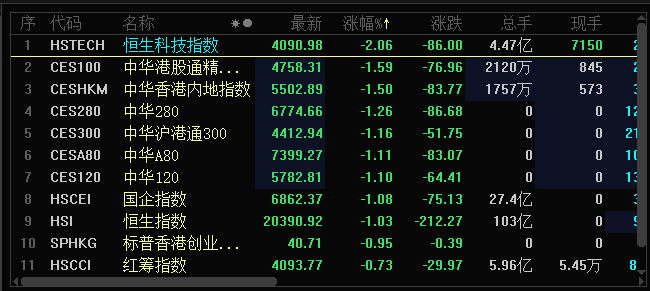 序 代码 名称 最新 涨幅%↑ 涨跌 总手 现手
1 HSTECH 恒生科技指数 4090.98 -2.06 -86.00 4.47亿 7150 2
2 CES100 中华港股通精... 4758.31 -1.59 -76.96 2120万 845 2
3 CESHKM 中华香港内地指数 5502.89 -1.50 -83.77 1757万 573 3
4 CES280 中华280 6774.66 -1.26 -86.68 0 0 12
5 CES300 中华沪港通300 4412.94 -1.16 -51.75 0 0 21
6 CESA80 中华A80 7399.27 -1.11 -83.07 0 0 10
7 CES120 中华120 5782.81 -1.10 -64.41 0 0 13
8 HSCEI 国企指数 6862.37 -1.08 -75.13 27.4亿 0 3
9 HSI 恒生指数 20390.92 -1.03 -212.27 103亿 0 9
10 SPHKG 标普香港创业... 40.71 -0.95 -0.39 0 0
11 HSCCI 红筹指数 4093.77 -0.73 -29.97 5.96亿 5.45万 8